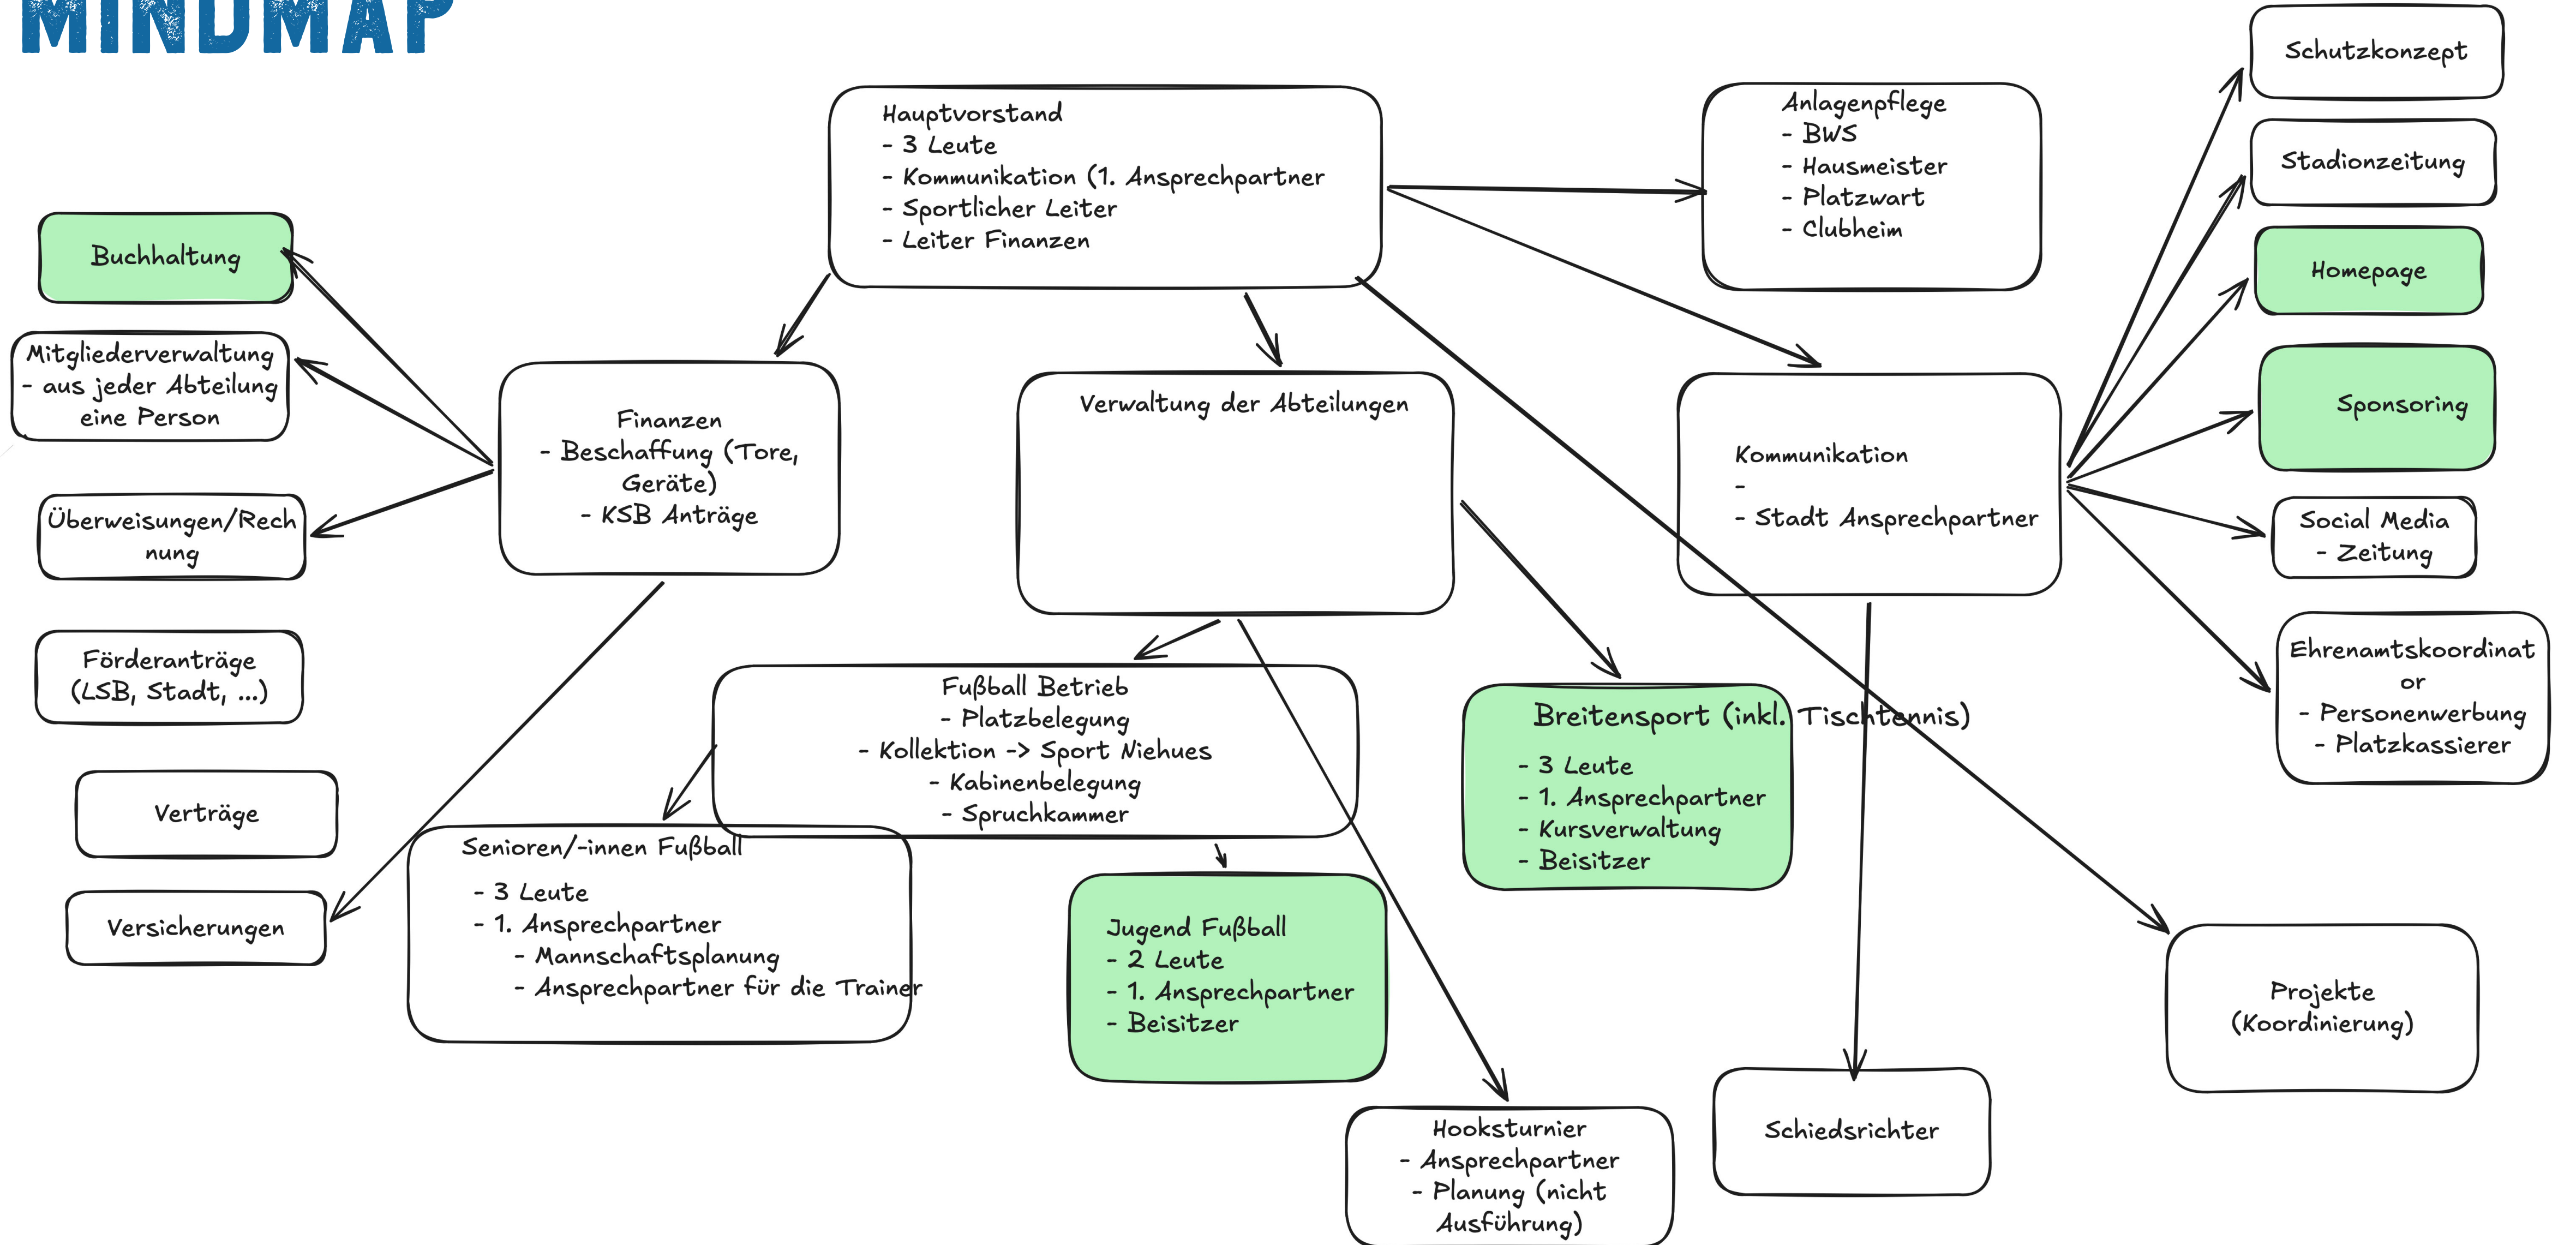 MINDMAP
Hauptvorstand
- 3 Leute
- Kommunikation (1. Ansprechpartner
- Sportlicher Leiter
- Leiter Finanzen
Anlagenpflege
- BWS
- Hausmeister
- Platzwart
- Clubheim
Schutzkonzept
Stadionzeitung
Homepage
Sponsoring
Social Media
- Zeitung
Ehrenamtskoordinat
or
- Personenwerbung
- Platzkassierer
Buchhaltung
Mitgliederverwaltung
- aus jeder Abteilung
eine Person
Überweisungen/Rech
nung
Förderanträge
(LSB, Stadt, ...)
Verträge
Versicherungen
Finanzen
- Beschaffung (Tore,
Geräte)
- KSB Anträge
Verwaltung der Abteilungen
Kommunikation
-
- Stadt Ansprechpartner
Fußball Betrieb
- Platzbelegung
- Kollektion -> Sport Niehues
- Kabinenbelegung
- Spruchkammer
Breitensport (inkl. Tischtennis)
- 3 Leute
- 1. Ansprechpartner
- Kursverwaltung
- Beisitzer
Senioren/-innen Fußball
- 3 Leute
- 1. Ansprechpartner
- Mannschaftsplanung
- Ansprechpartner für die Trainer
Jugend Fußball
- 2 Leute
- 1. Ansprechpartner
- Beisitzer
Projekte
(Koordinierung)
Hooksturnier
- Ansprechpartner
- Planung (nicht
Ausführung)
Schiedsrichter